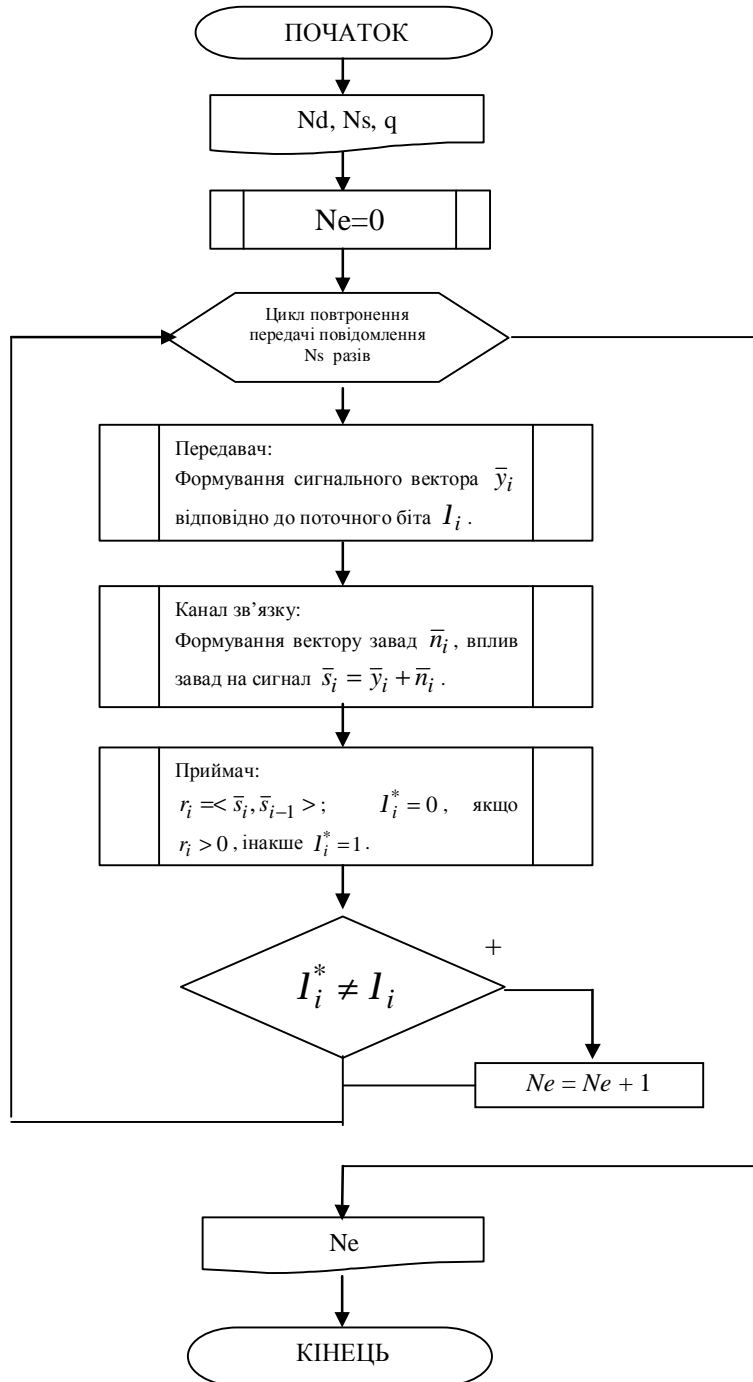 ПОЧАТОК
Nd, Ns, q
Ne=0
Цикл повтронення
передачі повідомлення
Ns разів
Передавач:
Формування сигнального вектора y̅ᵢ
відповідно до поточного біта Iᵢ .
Канал зв’язку:
Формування вектору завад n̅ᵢ , вплив
завад на сигнал s̅ᵢ = y̅ᵢ + n̅ᵢ .
Приймач:
rᵢ =< s̅ᵢ, s̅ᵢ₋₁ > ; Iᵢ* = 0 , якщо
rᵢ > 0 , інакше Iᵢ* = 1 .
+
Iᵢ* ≠ Iᵢ
Ne = Ne + 1
Ne
КІНЕЦЬ